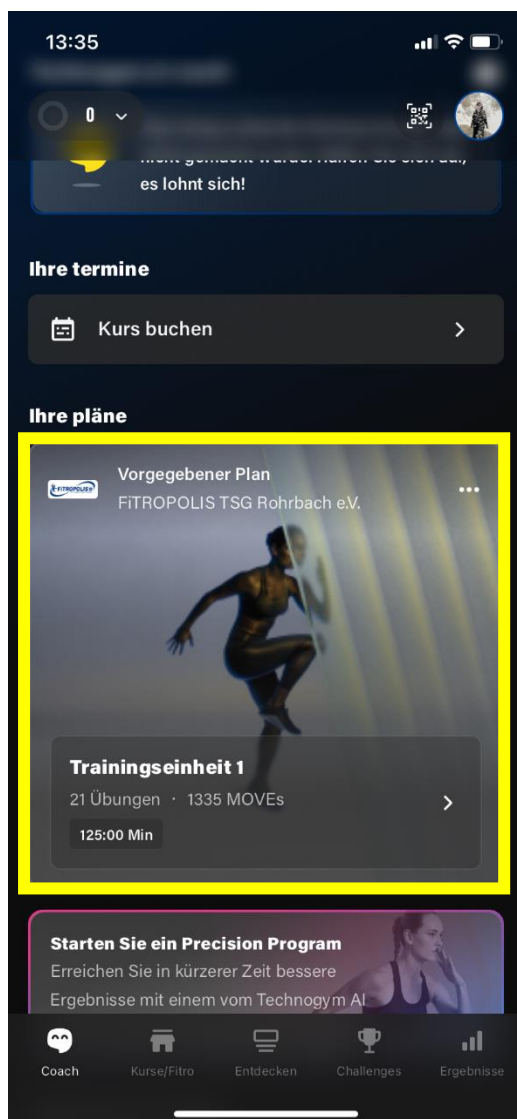 13:35
0
es lohnt sich!
Ihre termine
Kurs buchen
Ihre pläne
FiTROPOLIS
Vorgegebener Plan
FiTROPOLIS TSG Rohrbach e.V.
Trainingseinheit 1
21 Übungen · 1335 MOVEs
125:00 Min
Starten Sie ein Precision Program
Erreichen Sie in kürzerer Zeit bessere
Ergebnisse mit einem vom Technogym AI
Coach
Kurse/Fitro
Entdecken
Challenges
Ergebnisse